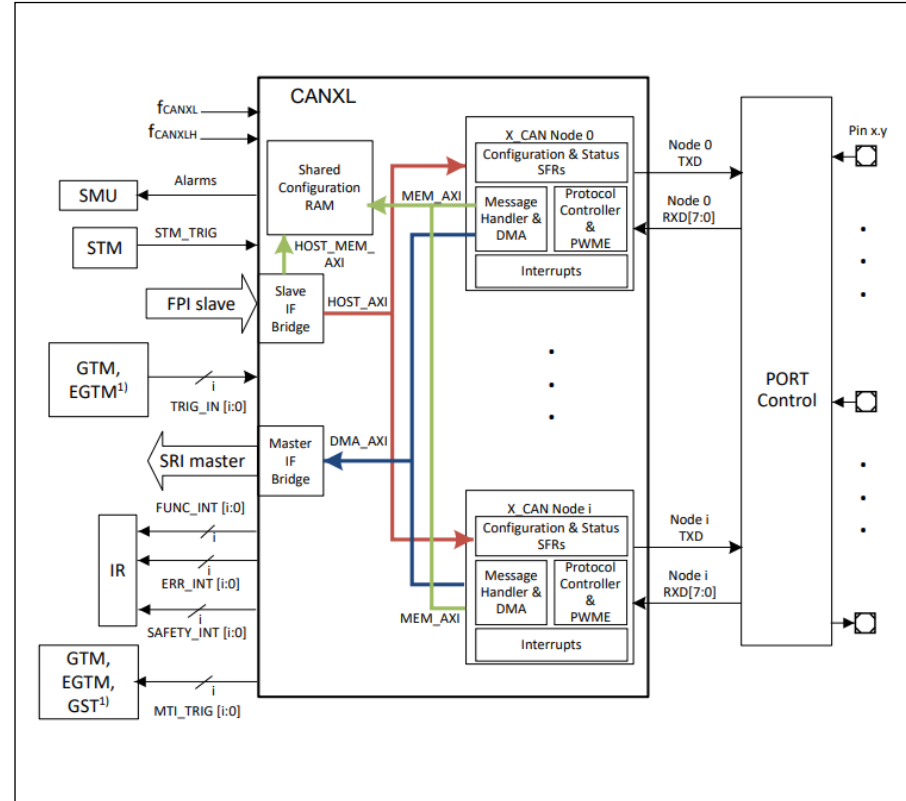 CANXL
fCANXL
fCANXLH
SMU
Alarms
STM
STM_TRIG
FPI slave
GTM,
EGTM1)
i
TRIG_IN [i:0]
SRI master
FUNC_INT [i:0]
i
IR
i
ERR_INT [i:0]
i
SAFETY_INT [i:0]
GTM,
EGTM,
GST1)
i
MTI_TRIG [i:0]
Shared
Configuration
RAM
HOST_MEM_
AXI
Slave
IF
Bridge
HOST_AXI
MEM_AXI
Master
IF
Bridge
DMA_AXI
X_CAN Node 0
Configuration & Status
SFRs
Message
Handler &
DMA
Protocol
Controller
&
PWME
Interrupts
X_CAN Node i
Configuration & Status
SFRs
Message
Handler &
DMA
Protocol
Controller
&
PWME
MEM_AXI
Interrupts
Node 0
TXD
Node 0
RXD[7:0]
Node i
TXD
Node i
RXD[7:0]
PORT
Control
Pin x.y